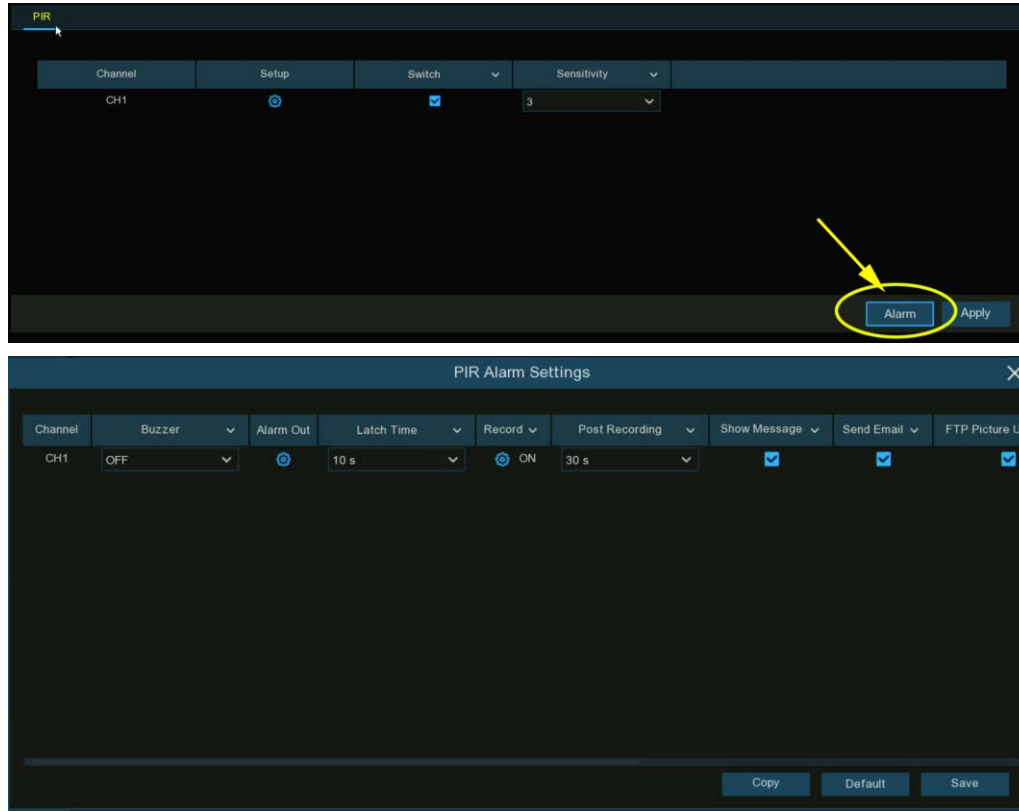 PIR
Channel Setup Switch Sensitivity
CH1 3
Alarm Apply
PIR Alarm Settings
Channel Buzzer Alarm Out Latch Time Record Post Recording Show Message Send Email FTP Picture U
CH1 OFF 10 s ON 30 s
Copy Default Save